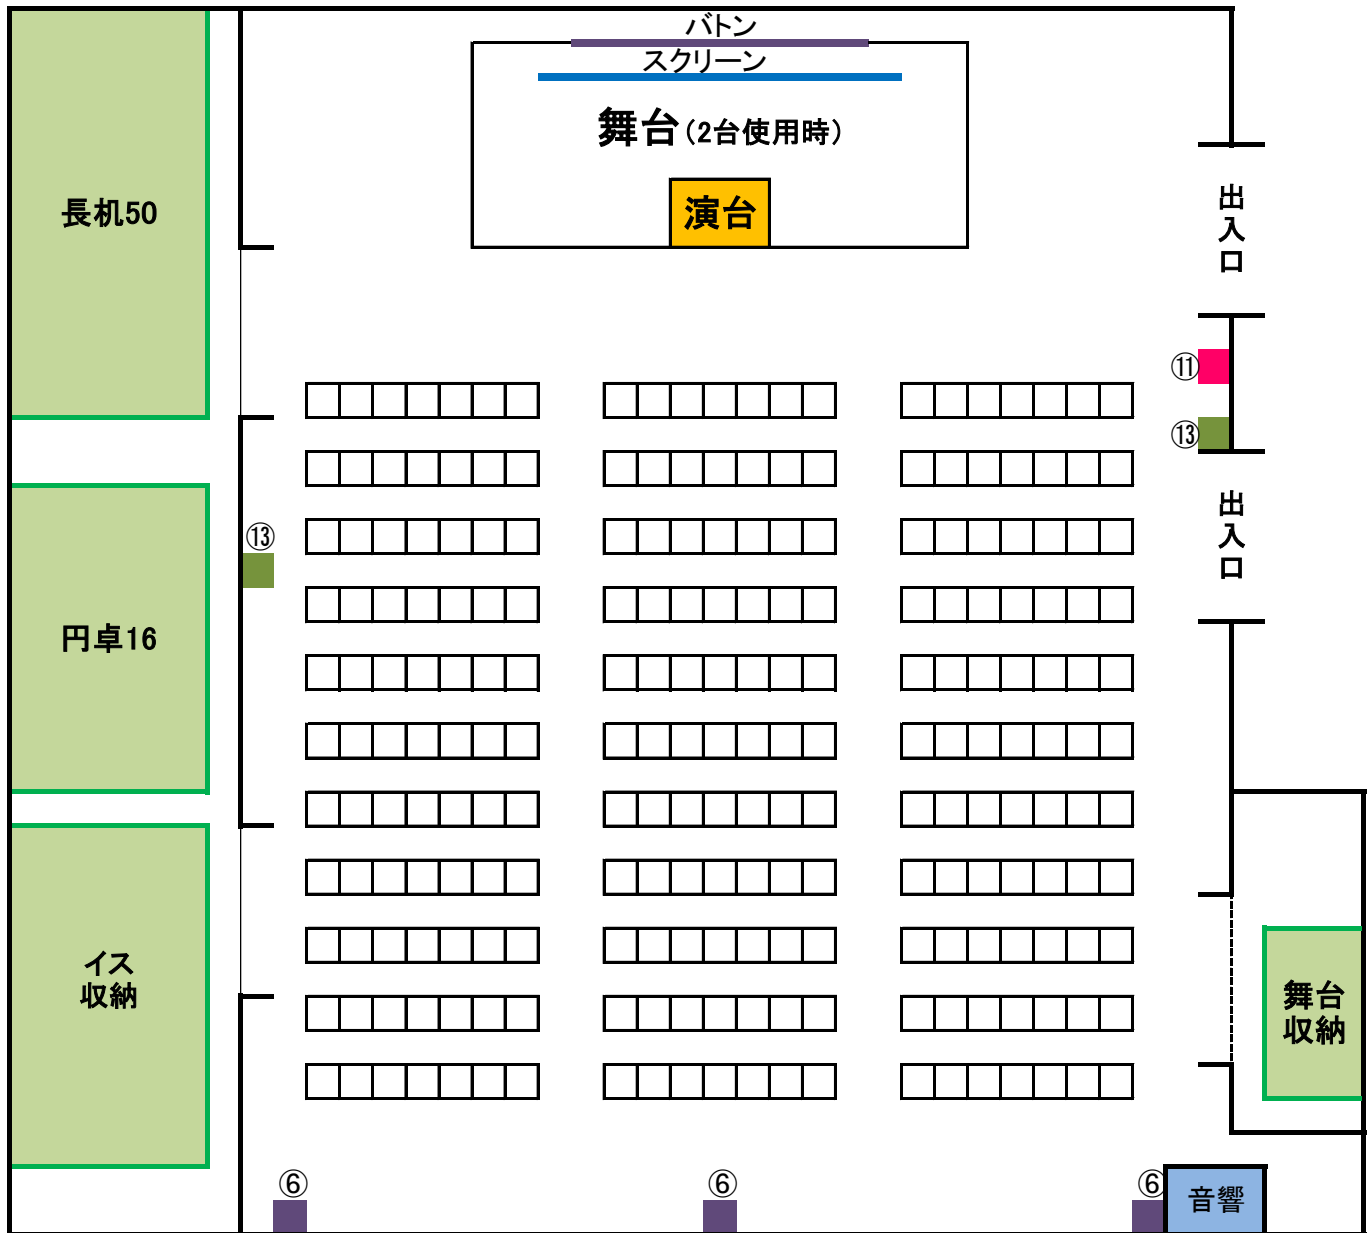 バトン
スクリーン
舞台(2台使用時)
演台
長机50
出入口
⑪
⑬
出入口
⑬
円卓16
イス
収納
舞台
収納
⑥
⑥
⑥
音響